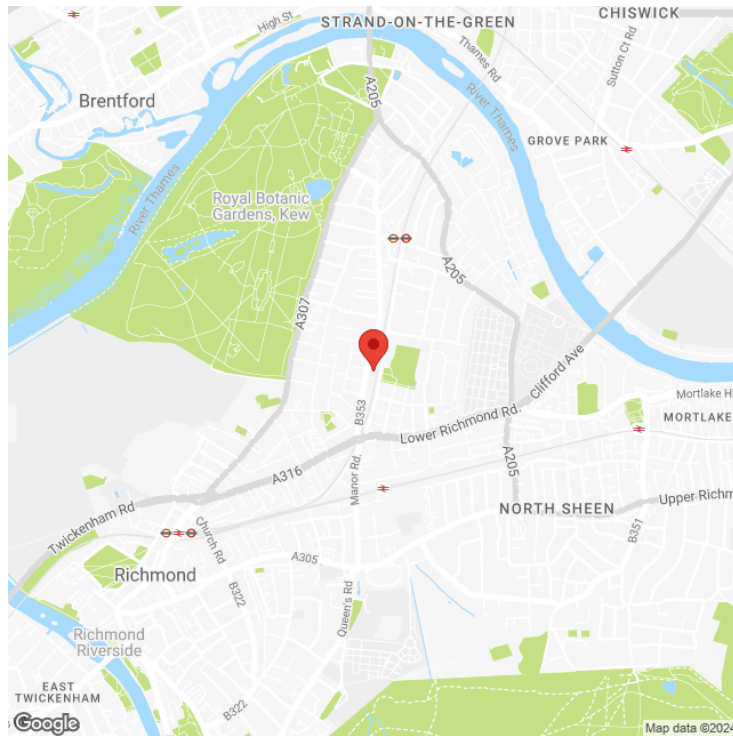 STRAND-ON-THE-GREEN
CHISWICK
High St
A205
Thames Rd
Sutton Ct Rd
Brentford
River Thames
GROVE PARK
River Thames
Royal Botanic
Gardens, Kew
A205
A307
Clifford Ave
B353
Mortlake H
MORTLAKE
Lower Richmond Rd.
A316
Manor Rd.
A205
Twickenham Rd
Church Rd
NORTH SHEEN
Upper Richm
B351
A305
Richmond
B322
Queen's Rd
Richmond
Riverside
EAST
TWICKENHAM
B322
Google
Map data ©2024